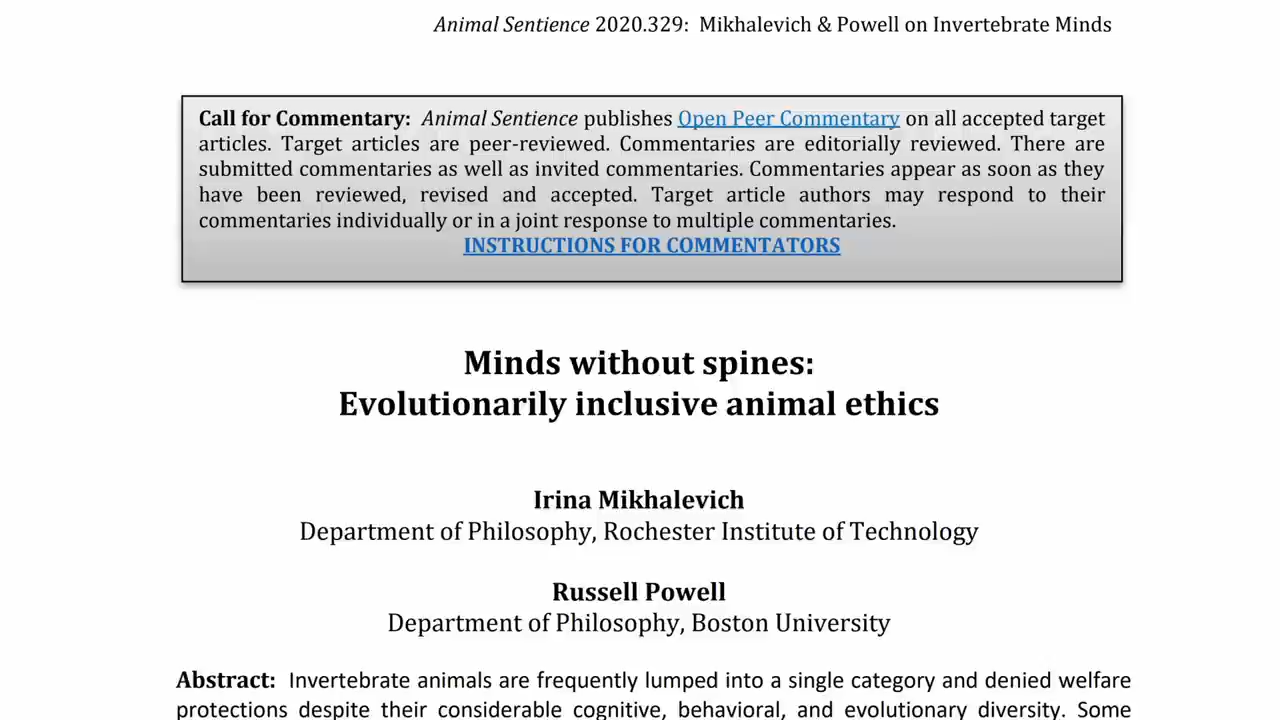 Animal Sentience 2020.329: Mikhalevich & Powell on Invertebrate Minds
Call for Commentary: Animal Sentience publishes Open Peer Commentary on all accepted target
articles. Target articles are peer-reviewed. Commentaries are editorially reviewed. There are
submitted commentaries as well as invited commentaries. Commentaries appear as soon as they
have been reviewed, revised and accepted. Target article authors may respond to their
commentaries individually or in a joint response to multiple commentaries.
INSTRUCTIONS FOR COMMENTATORS
Minds without spines:
Evolutionarily inclusive animal ethics
Irina Mikhalevich
Department of Philosophy, Rochester Institute of Technology
Russell Powell
Department of Philosophy, Boston University
Abstract: Invertebrate animals are frequently lumped into a single category and denied welfare
protections despite their considerable cognitive, behavioral, and evolutionary diversity. Some